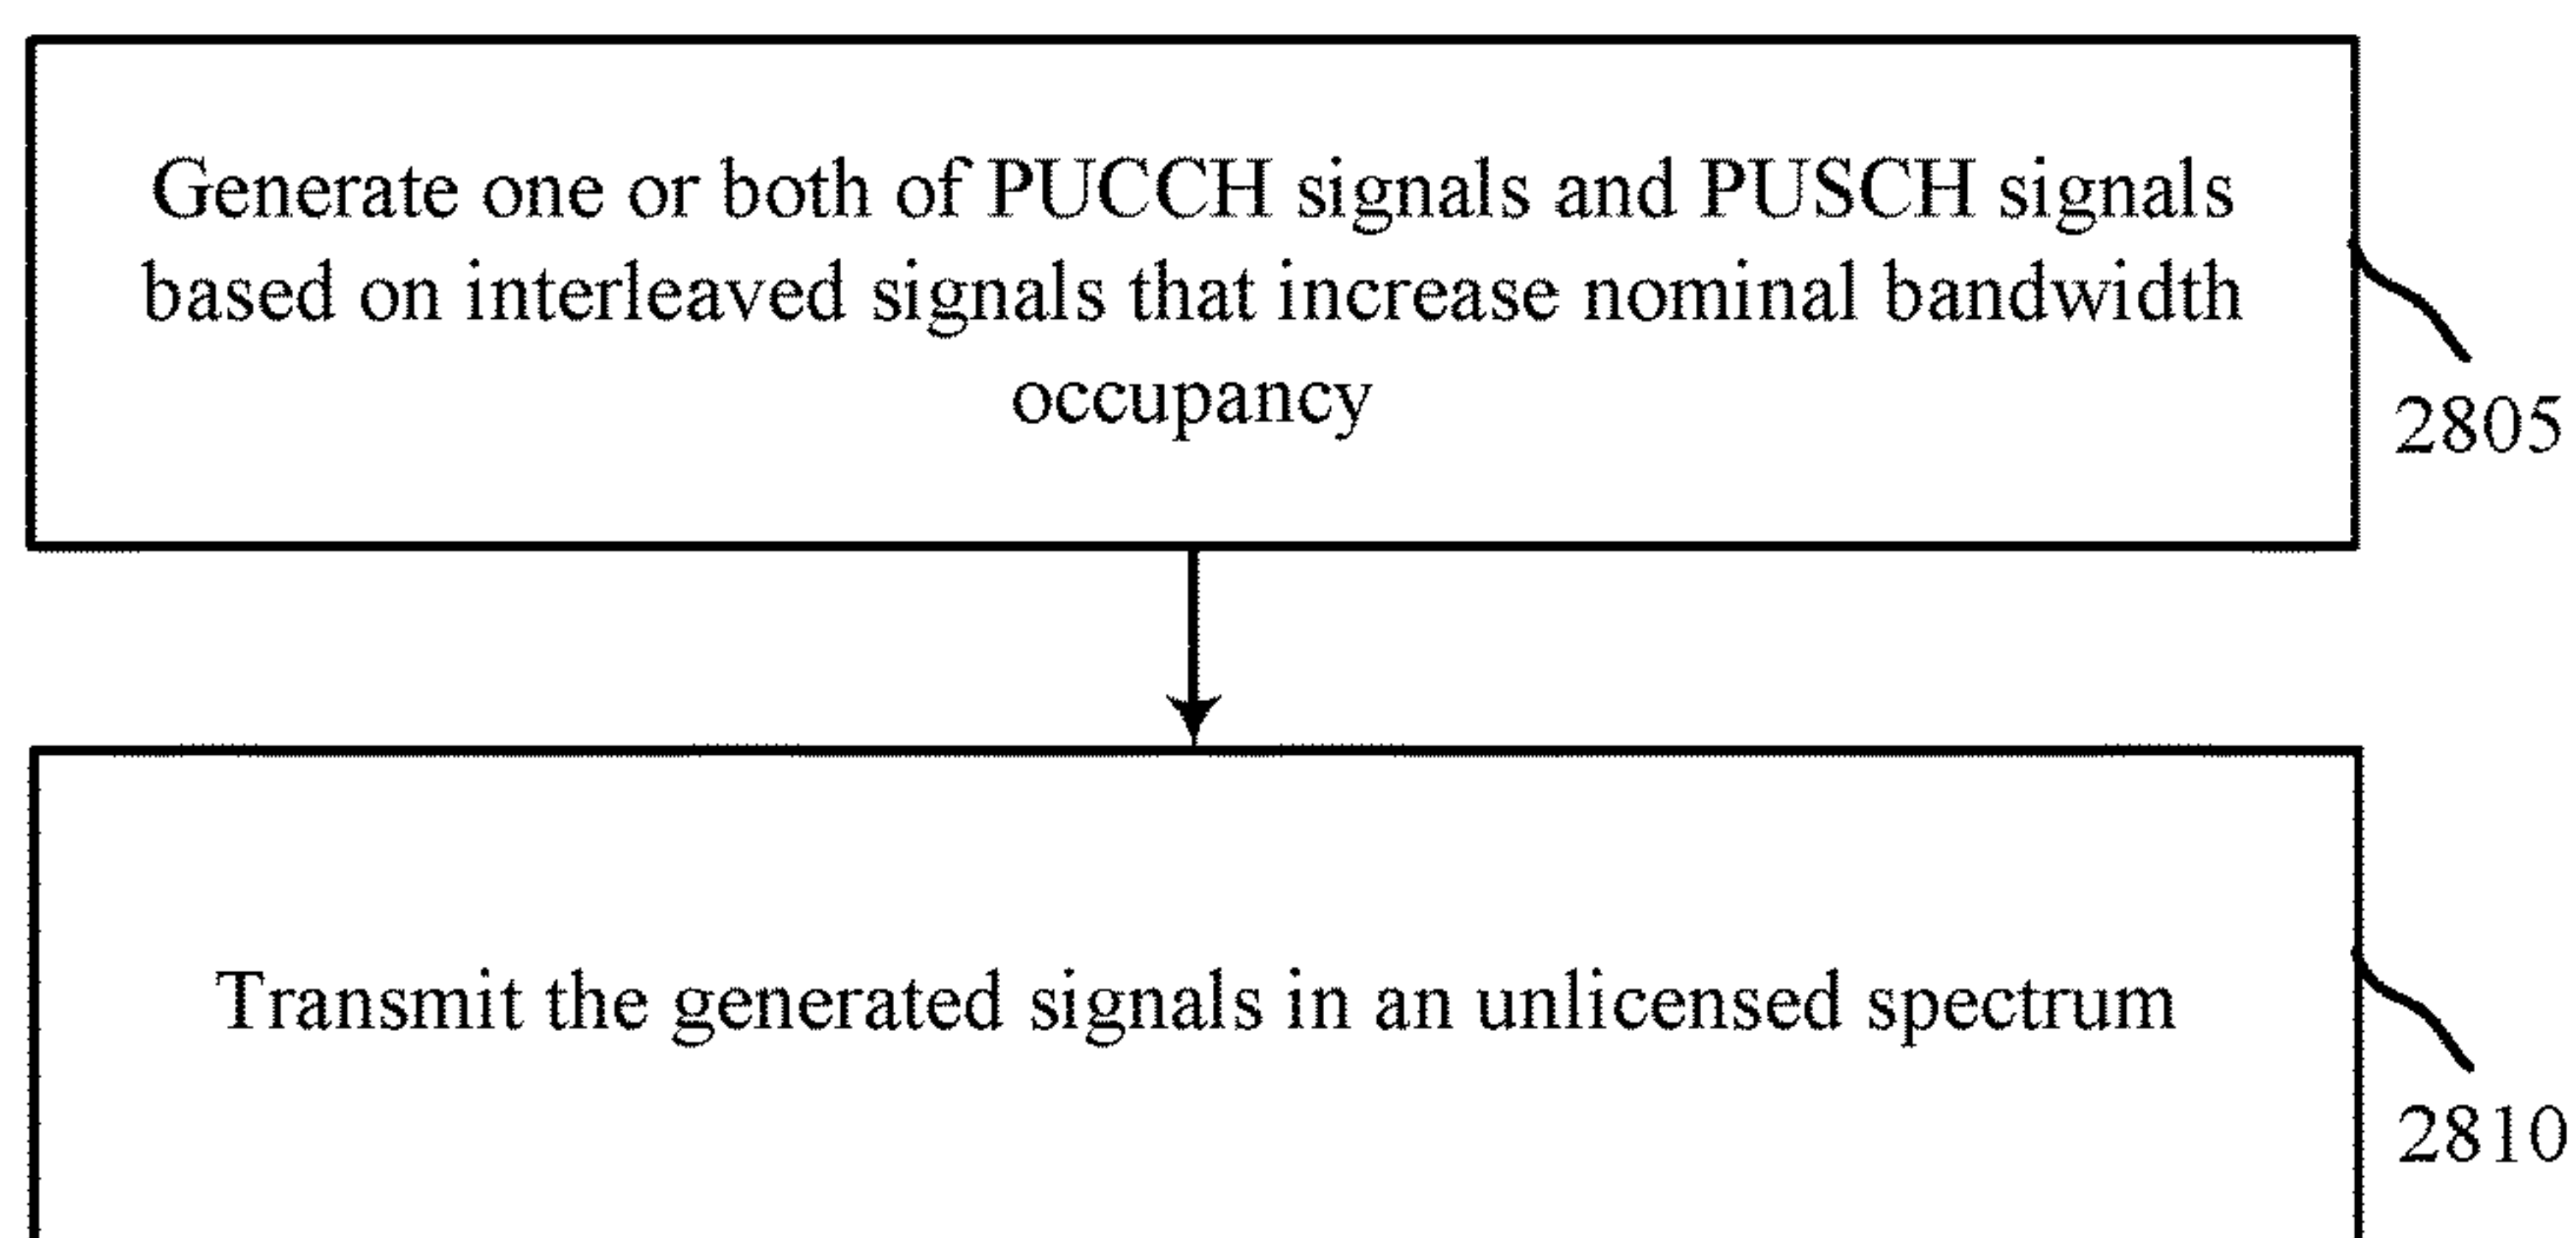 Generate one or both of PUCCH signals and PUSCH signals
based on interleaved signals that increase nominal bandwidth
occupancy
2805
Transmit the generated signals in an unlicensed spectrum
2810